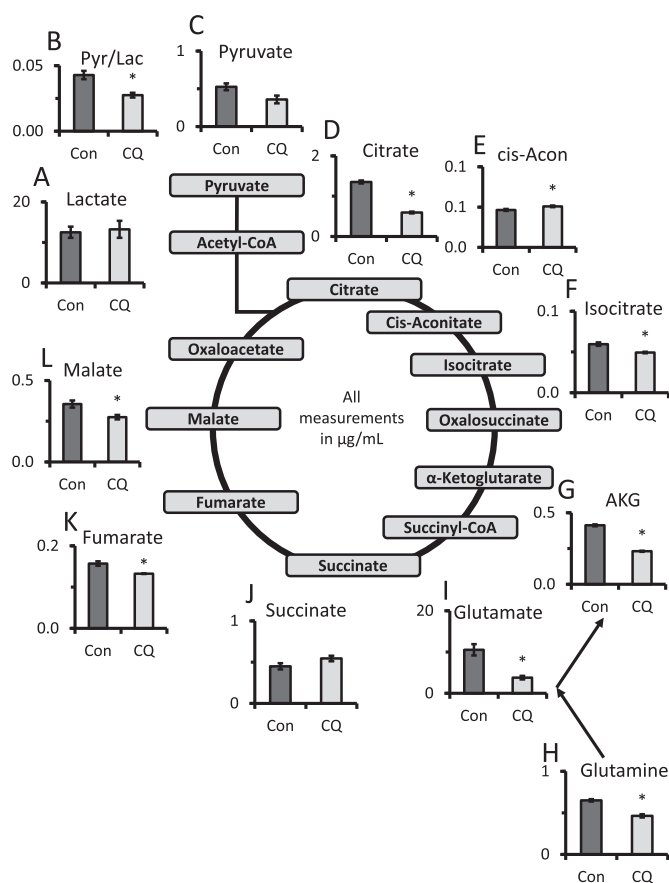 B
Pyr/Lac
0.05
*
0.00
Con CQ
C
Pyruvate
1
0
Con CQ
D
Citrate
2
*
0
Con CQ
E
cis-Acon
0.1
*
0.1
0.0
Con CQ
A
Lactate
20
0
Con CQ
Pyruvate
Acetyl-CoA
Citrate
Cis-Aconitate
Isocitrate
Oxalosuccinate
α-Ketoglutarate
Succinyl-CoA
Succinate
Fumarate
Malate
Oxaloacetate
All
measurements
in µg/mL
F
Isocitrate
0.1
*
0.0
Con CQ
L
Malate
0.5
*
0.0
Con CQ
G
AKG
0.5
*
0.0
Con CQ
K
Fumarate
0.2
*
0.0
Con CQ
J
Succinate
1
0
Con CQ
I
Glutamate
20
*
0
Con CQ
H
Glutamine
1
*
0
Con CQ